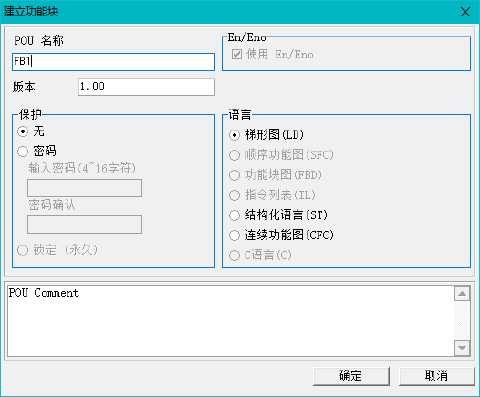 建立功能块
POU 名称
FB1
版本
1.00
En/Eno
使用 En/Eno
保护
无
密码
输入密码(4~16字符)
密码确认
锁定 (永久)
语言
梯形图(LD)
顺序功能图(SFC)
功能块图(FBD)
指令列表(IL)
结构化语言(ST)
连续功能图(CFC)
C语言(C)
POU Comment
确定
取消